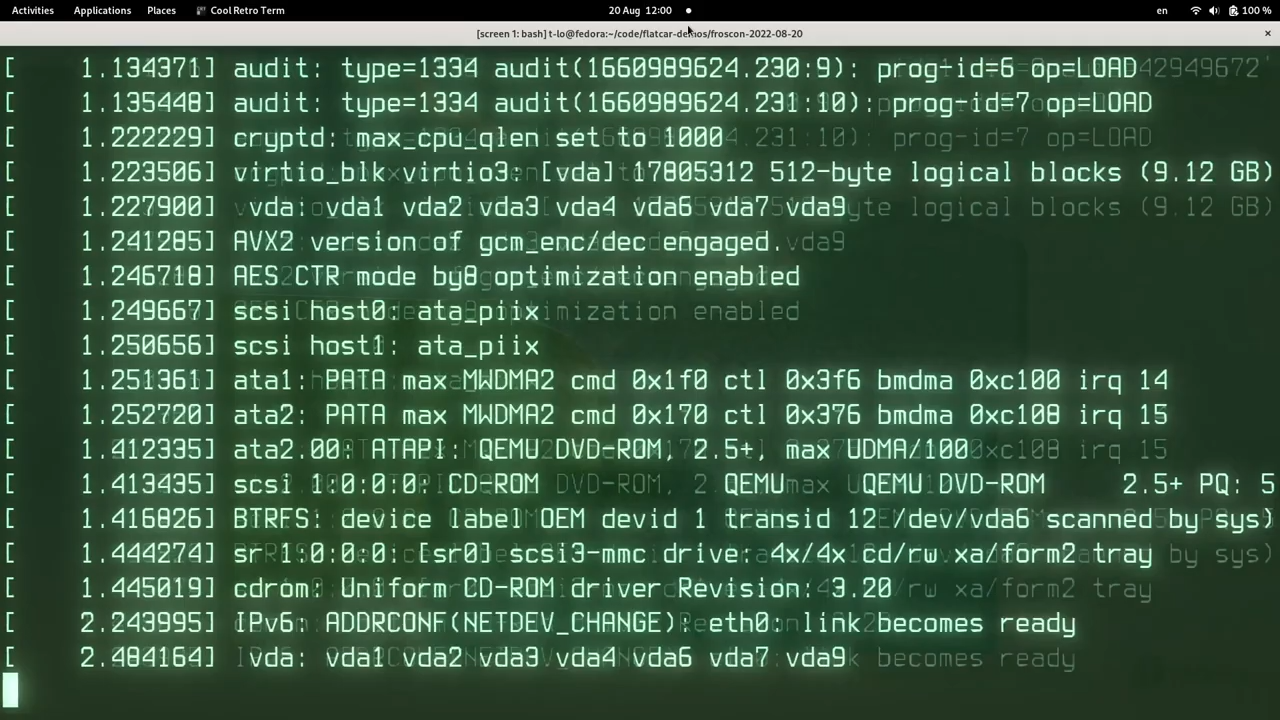 Activities Applications Places Cool Retro Term 20 Aug 12:00 en 100 %
[screen 1: bash] t-lo@fedora:~/code/flatcar-demos/froscon-2022-08-20
[    1.134371] audit: type=1334 audit(1660989624.230:9): prog-id=6 op=LOAD
[    1.135448] audit: type=1334 audit(1660989624.231:10): prog-id=7 op=LOAD
[    1.222229] cryptd: max_cpu_qlen set to 1000
[    1.223506] virtio_blk virtio3: [vda] 17805312 512-byte logical blocks (9.12 GB)
[    1.227900]  vda: vda1 vda2 vda3 vda4 vda6 vda7 vda9
[    1.241285] AVX2 version of gcm_enc/dec engaged.
[    1.246718] AES CTR mode by8 optimization enabled
[    1.249667] scsi host0: ata_piix
[    1.250656] scsi host1: ata_piix
[    1.251361] ata1: PATA max MWDMA2 cmd 0x1f0 ctl 0x3f6 bmdma 0xc100 irq 14
[    1.252720] ata2: PATA max MWDMA2 cmd 0x170 ctl 0x376 bmdma 0xc108 irq 15
[    1.412335] ata2.00: ATAPI: QEMU DVD-ROM, 2.5+, max UDMA/100
[    1.413435] scsi 1:0:0:0: CD-ROM            QEMU     QEMU DVD-ROM     2.5+ PQ: 5
[    1.416826] BTRFS: device label OEM devid 1 transid 12 /dev/vda6 scanned by sys)
[    1.444274] sr 1:0:0:0: [sr0] scsi3-mmc drive: 4x/4x cd/rw xa/form2 tray
[    1.445019] cdrom: Uniform CD-ROM driver Revision: 3.20
[    2.243995] IPv6: ADDRCONF(NETDEV_CHANGE): eth0: link becomes ready
[    2.484164]  vda: vda1 vda2 vda3 vda4 vda6 vda7 vda9